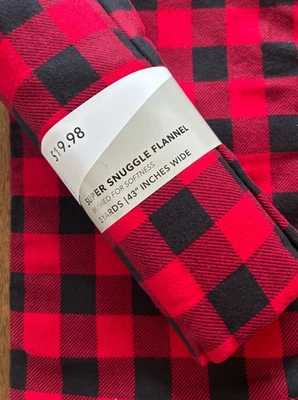 $19.98
SUPER SNUGGLE FLANNEL
BRUSHED FOR SOFTNESS
2 YARDS | 43" INCHES WIDE